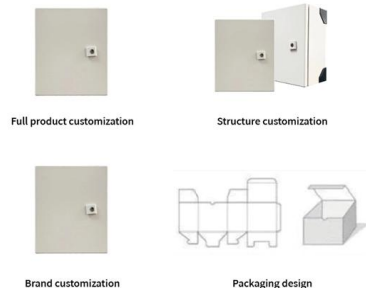 Full product customization
Structure customization
Brand customization
Packaging design